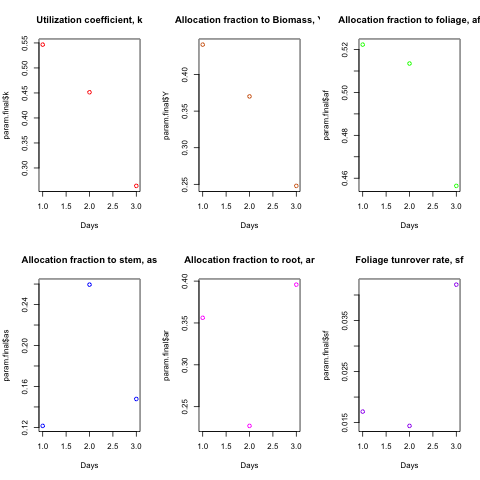 Utilization coefficient, k
param.final$k
0.30 0.35 0.40 0.45 0.50 0.55
1.0 1.5 2.0 2.5 3.0
Days
Allocation fraction to Biomass, Y
param.final$Y
0.25 0.30 0.35 0.40
1.0 1.5 2.0 2.5 3.0
Days
Allocation fraction to foliage, af
param.final$af
0.46 0.48 0.50 0.52
1.0 1.5 2.0 2.5 3.0
Days
Allocation fraction to stem, as
param.final$as
0.12 0.16 0.20 0.24
1.0 1.5 2.0 2.5 3.0
Days
Allocation fraction to root, ar
param.final$ar
0.25 0.30 0.35 0.40
1.0 1.5 2.0 2.5 3.0
Days
Foliage tunrover rate, sf
param.final$sf
0.015 0.025 0.035
1.0 1.5 2.0 2.5 3.0
Days